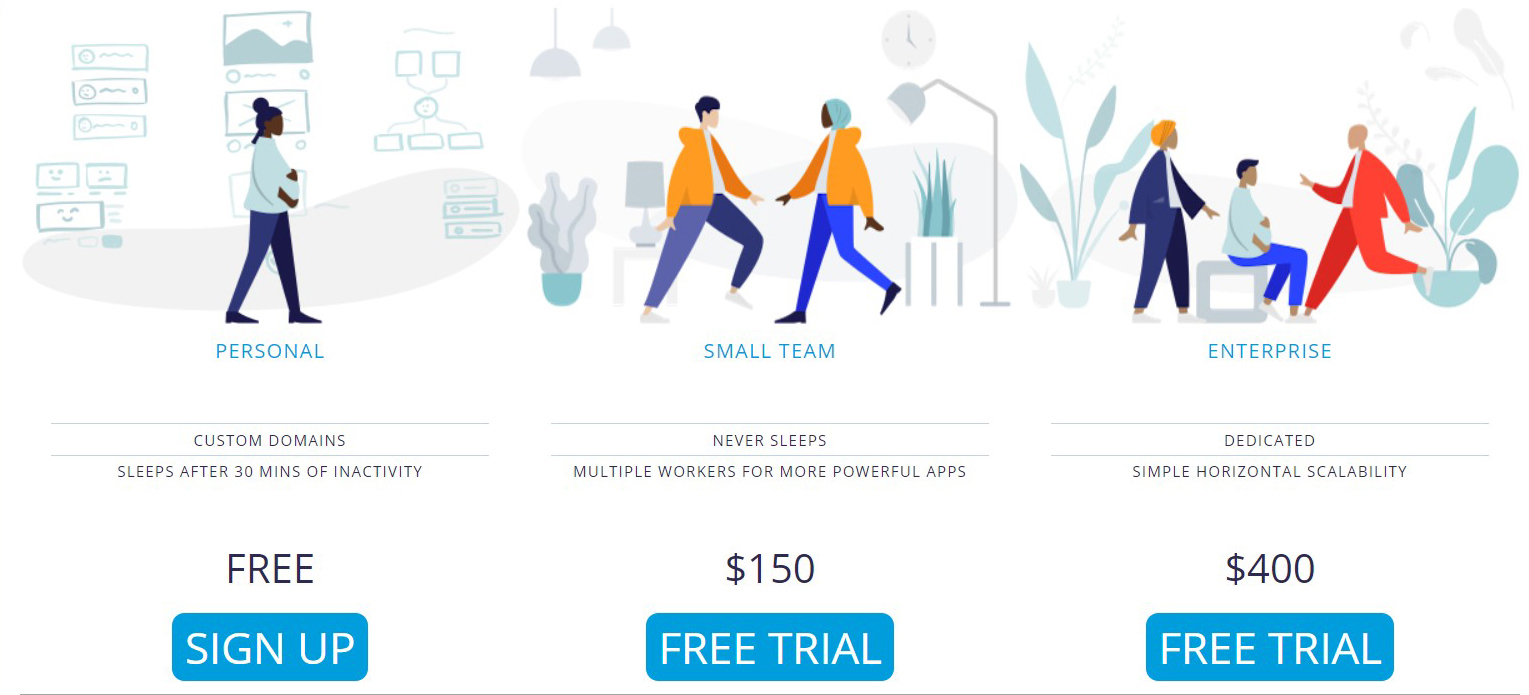 PERSONAL
CUSTOM DOMAINS
SLEEPS AFTER 30 MINS OF INACTIVITY
FREE
SIGN UP
SMALL TEAM
NEVER SLEEPS
MULTIPLE WORKERS FOR MORE POWERFUL APPS
$150
FREE TRIAL
ENTERPRISE
DEDICATED
SIMPLE HORIZONTAL SCALABILITY
$400
FREE TRIAL